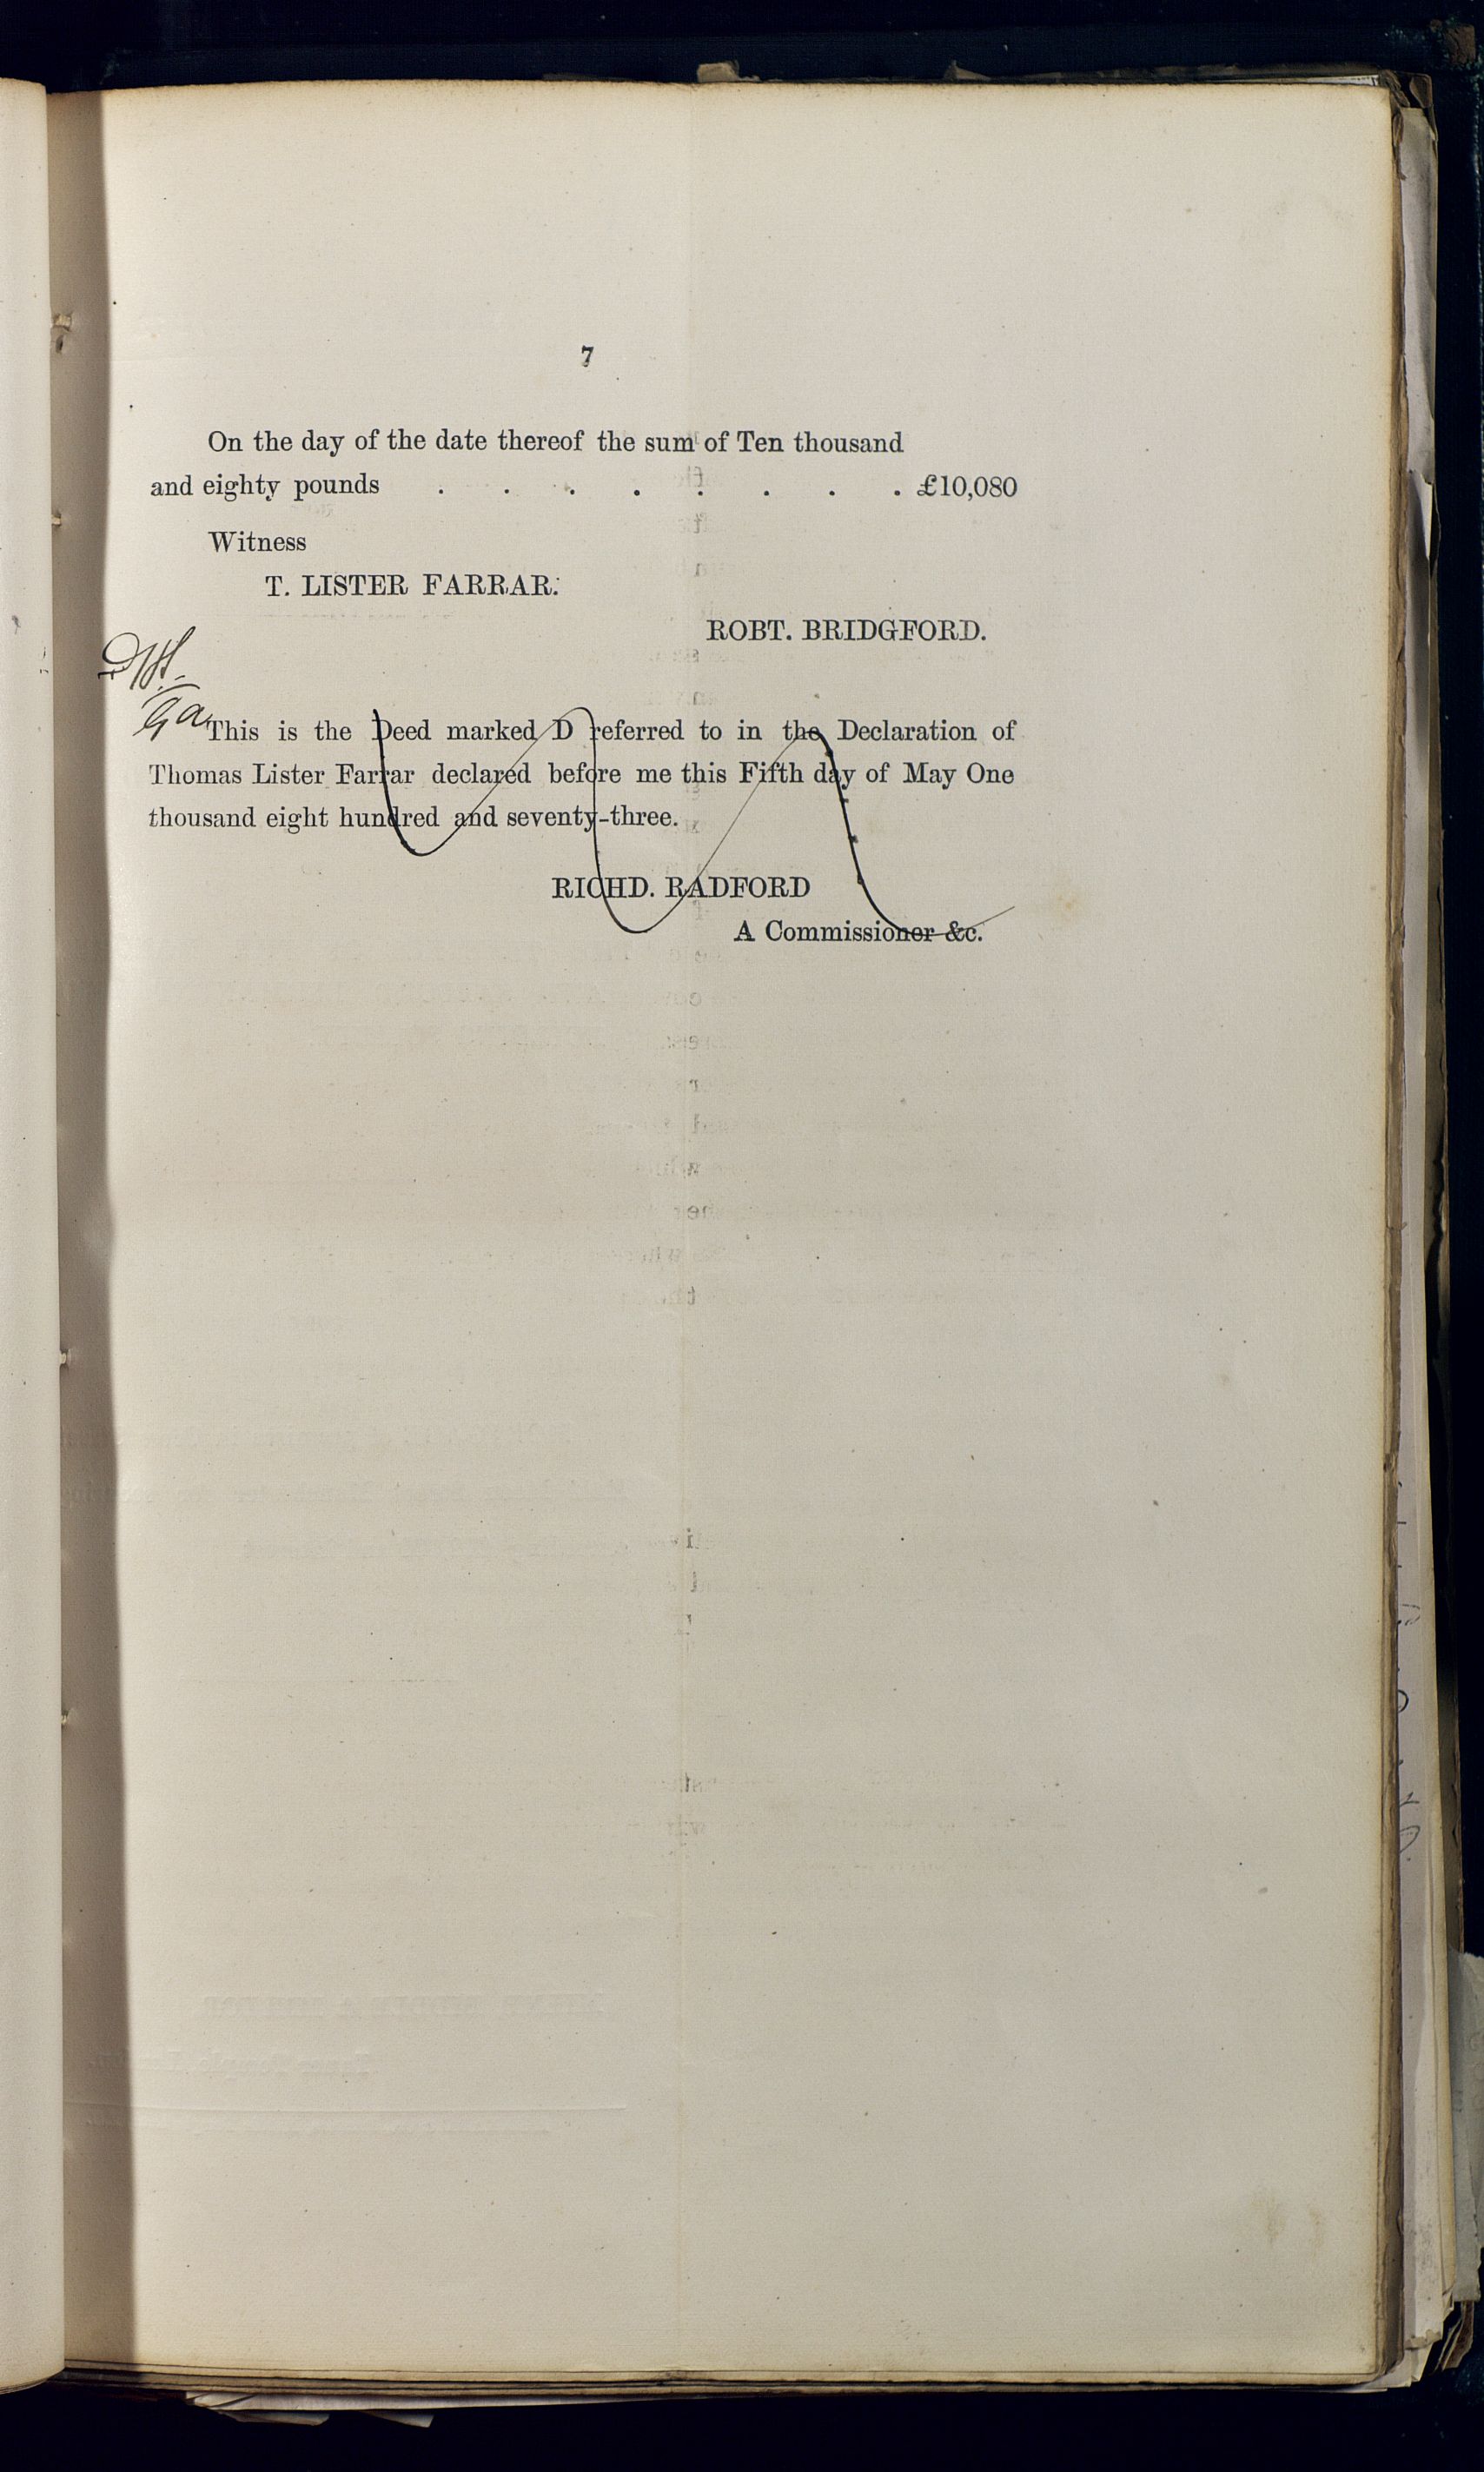 7
On the day of the date thereof the sum of Ten thousand
and eighty pounds . . . . . . . . £10,080
Witness
T. LISTER FARRAR.
ROBT. BRIDGFORD.
This is the Deed marked D referred to in the Declaration of
Thomas Lister Farrar declared before me this Fifth day of May One
thousand eight hundred and seventy-three.
RICHD. RADFORD
A Commissioner &c.